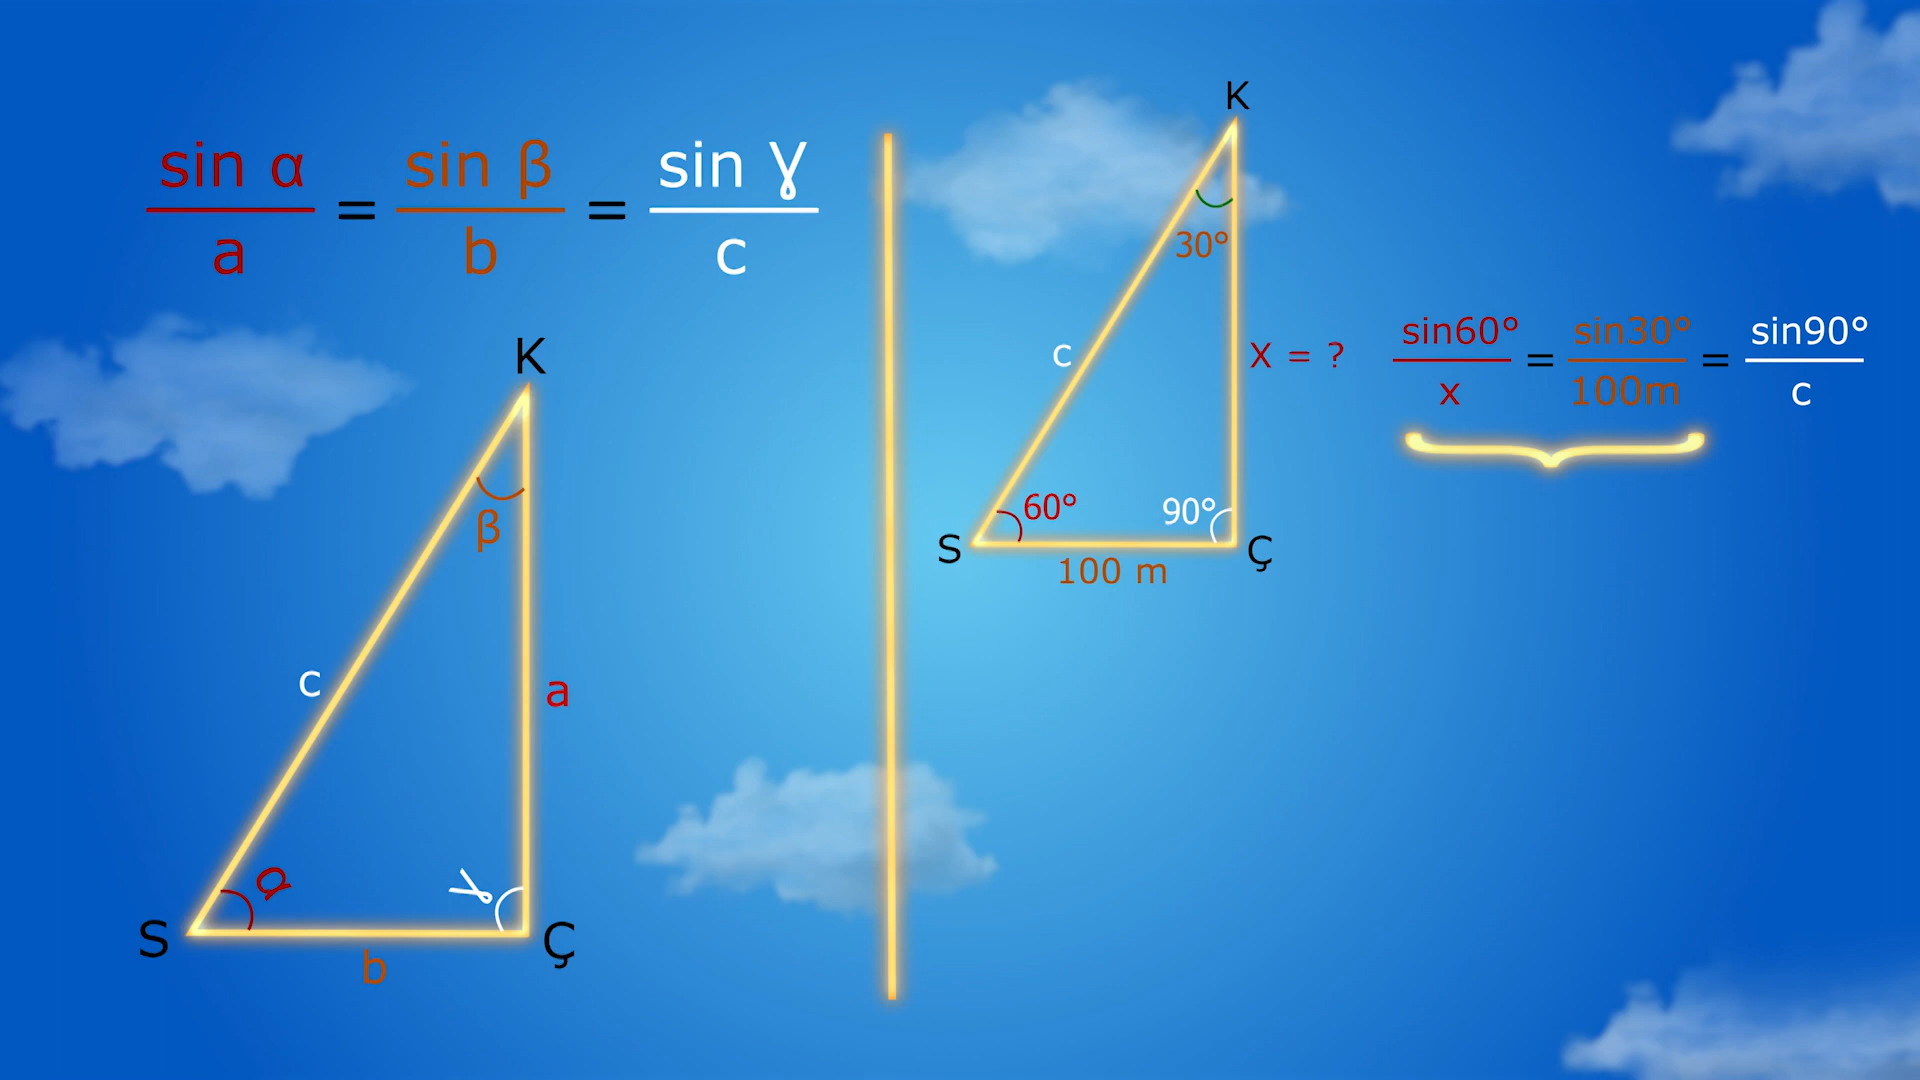 sin α / a = sin β / b = sin γ / c
K
β
c
a
α
γ
S
Ç
b
K
30°
c
X = ?
60°
90°
S
Ç
100 m
sin60° / x = sin30° / 100m = sin90° / c